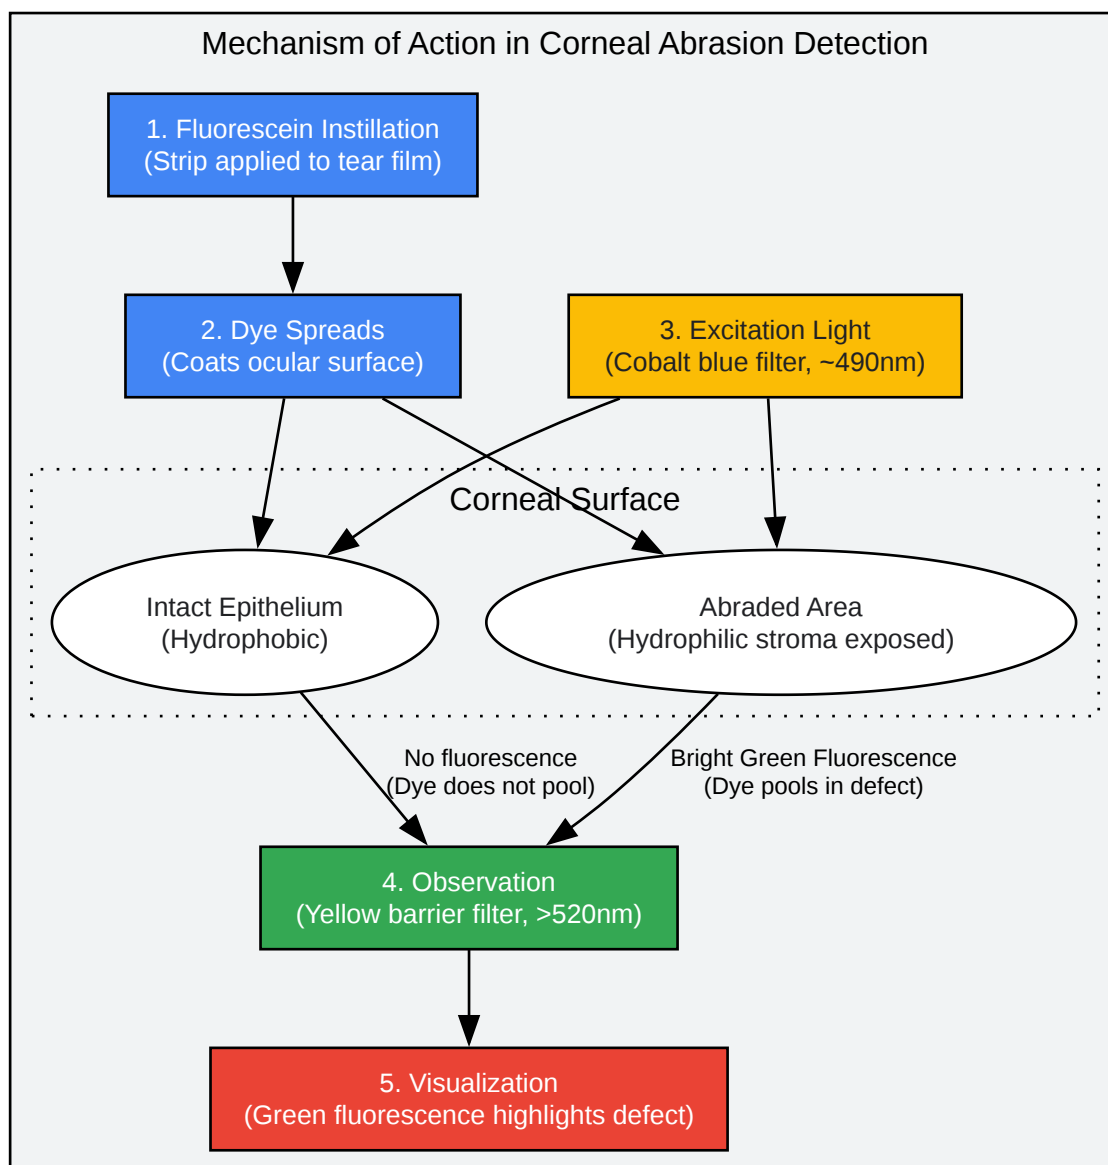 Mechanism of Action in Corneal Abrasion Detection
1. Fluorescein Instillation
(Strip applied to tear film)
2. Dye Spreads
(Coats ocular surface)
3. Excitation Light
(Cobalt blue filter, ~490nm)
Corneal Surface
Intact Epithelium
(Hydrophobic)
Abraded Area
(Hydrophilic stroma exposed)
No fluorescence
(Dye does not pool)
Bright Green Fluorescence
(Dye pools in defect)
4. Observation
(Yellow barrier filter, >520nm)
5. Visualization
(Green fluorescence highlights defect)